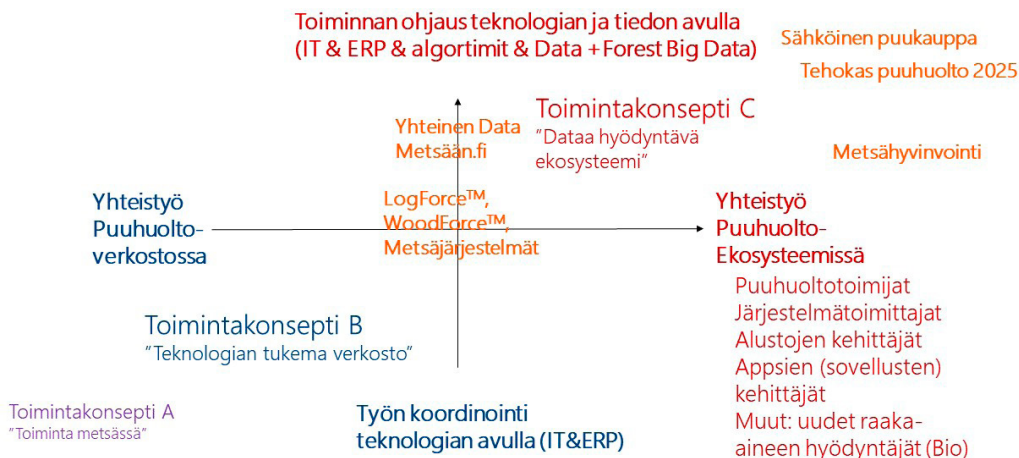 Toiminnan ohjaus teknologian ja tiedon avulla
(IT & ERP & algortimit & Data +Forest Big Data)
Sähköinen puukauppa
Tehokas puuhuolto 2025
Toimintakonsepti C
"Dataa hyödyntävä
ekosysteemi"
Yhteinen Data
Metsään.fi
Metsähyvinvointi
Yhteistyö
Puuhuolto-
verkostossa
LogForce™,
WoodForce™,
Metsäjärjestelmät
Yhteistyö
Puuhuolto-
Ekosysteemissä
Puuhuoltotoimijat
Järjestelmätoimittajat
Alustojen kehittäjät
Appsien (sovellusten)
kehittäjät
Muut: uudet raaka-
aineen hyödyntäjät (Bio)
Toimintakonsepti B
"Teknologian tukema verkosto"
Toimintakonsepti A
"Toiminta metsässä"
Työn koordinointi
teknologian avulla (IT&ERP)